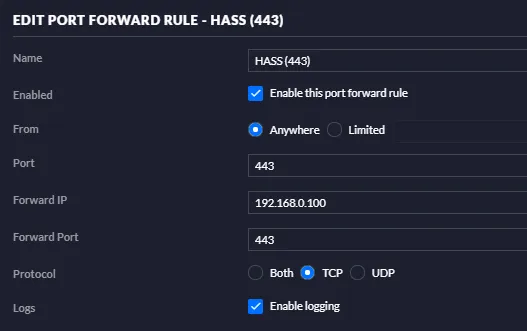 EDIT PORT FORWARD RULE - HASS (443)
Name HASS (443)
Enabled Enable this port forward rule
From Anywhere Limited
Port 443
Forward IP 192.168.0.100
Forward Port 443
Protocol Both TCP UDP
Logs Enable logging